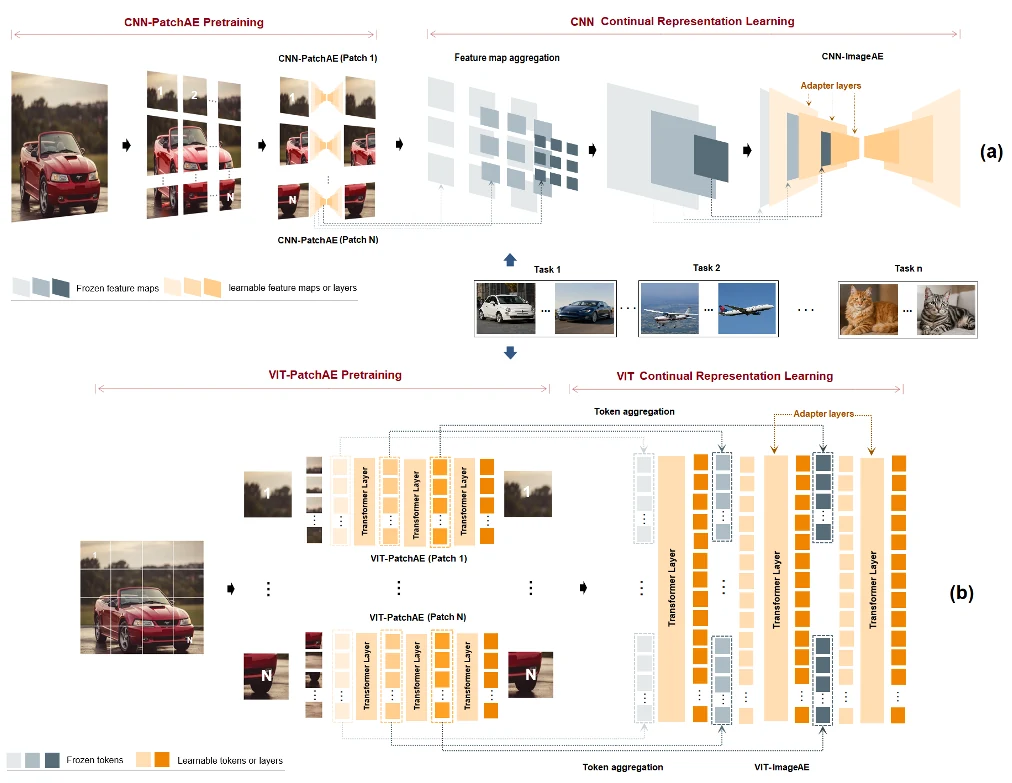 CNN-PatchAE Pretraining
CNN Continual Representation Learning
CNN-PatchAE (Patch 1)
Feature map aggregation
CNN-ImageAE
Adapter layers
1
2
...
N
1
N
(a)
CNN-PatchAE (Patch N)
Frozen feature maps
learnable feature maps or layers
Task 1
Task 2
Task n
...
...
...
...
...
VIT-PatchAE Pretraining
VIT Continual Representation Learning
Token aggregation
Adapter layers
1
Transformer Layer
Transformer Layer
Transformer Layer
1
VIT-PatchAE (Patch 1)
1
N
Transformer Layer
Transformer Layer
Transformer Layer
(b)
VIT-PatchAE (Patch N)
N
Transformer Layer
Transformer Layer
Transformer Layer
N
Frozen tokens
Learnable tokens or layers
Token aggregation
VIT-ImageAE